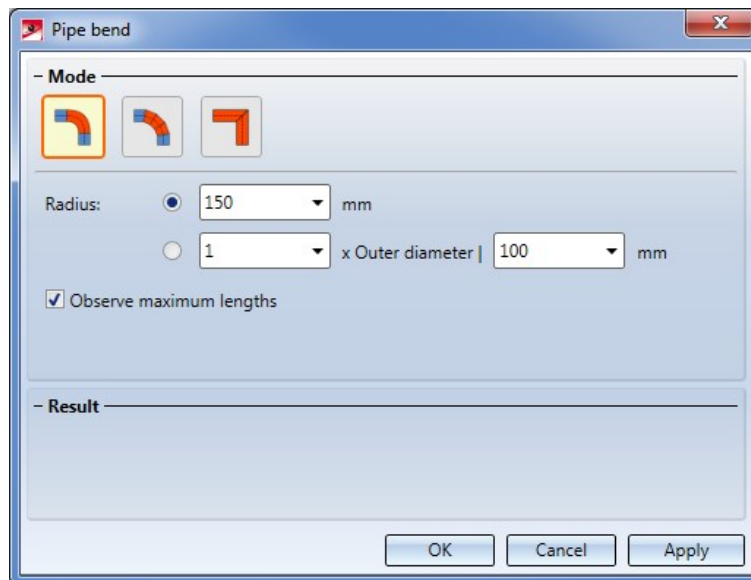 Pipe bend
x
Mode
Radius:
150
mm
1
x Outer diameter |
100
mm
Observe maximum lengths
Result
OK
Cancel
Apply